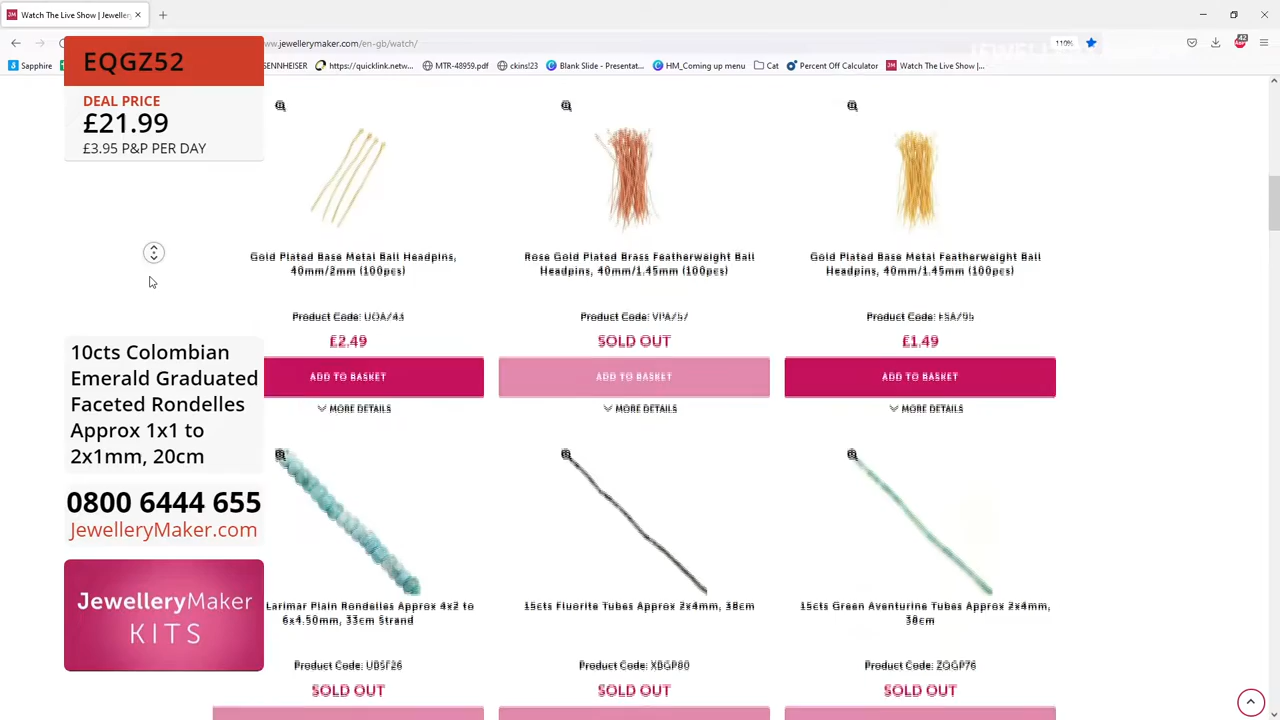 Watch The Live Show | Jeweller
ww.jewellerymaker.com/en-gb/watch/
110%
42
Sapphire
ENNHEISER
https://quicklink.netw...
MTR-48959.pdf
ckins!23
Blank Slide - Presentat...
HM_Coming up menu
Cat
Percent Off Calculator
Watch The Live Show |...
EQGZ52
DEAL PRICE
£21.99
£3.95 P&P PER DAY
Gold Plated Base Metal Ball Headpins,
40mm/2mm (100pcs)
Product Code:
£2.49
ADD TO BASKET
MORE DETAILS
Rose Gold Plated Brass Featherweight Ball
Headpins, 40mm/1.45mm (100pcs)
Product Code:
SOLD OUT
ADD TO BASKET
MORE DETAILS
Gold Plated Base Metal Featherweight Ball
Headpins, 40mm/1.45mm (100pcs)
Product Code:
£1.49
ADD TO BASKET
MORE DETAILS
10cts Colombian
Emerald Graduated
Faceted Rondelles
Approx 1x1 to
2x1mm, 20cm
0800 6444 655
JewelleryMaker.com
JewelleryMaker
KITS
Larimar Plain Rondelles Approx 4x2 to
6x4.50mm, 33cm Strand
Product Code: UBSF26
SOLD OUT
15cts Fluorite Tubes Approx 2x4mm, 38cm
Product Code: XBGP80
SOLD OUT
15cts Green Aventurine Tubes Approx 2x4mm,
38cm
Product Code: ZOGP76
SOLD OUT